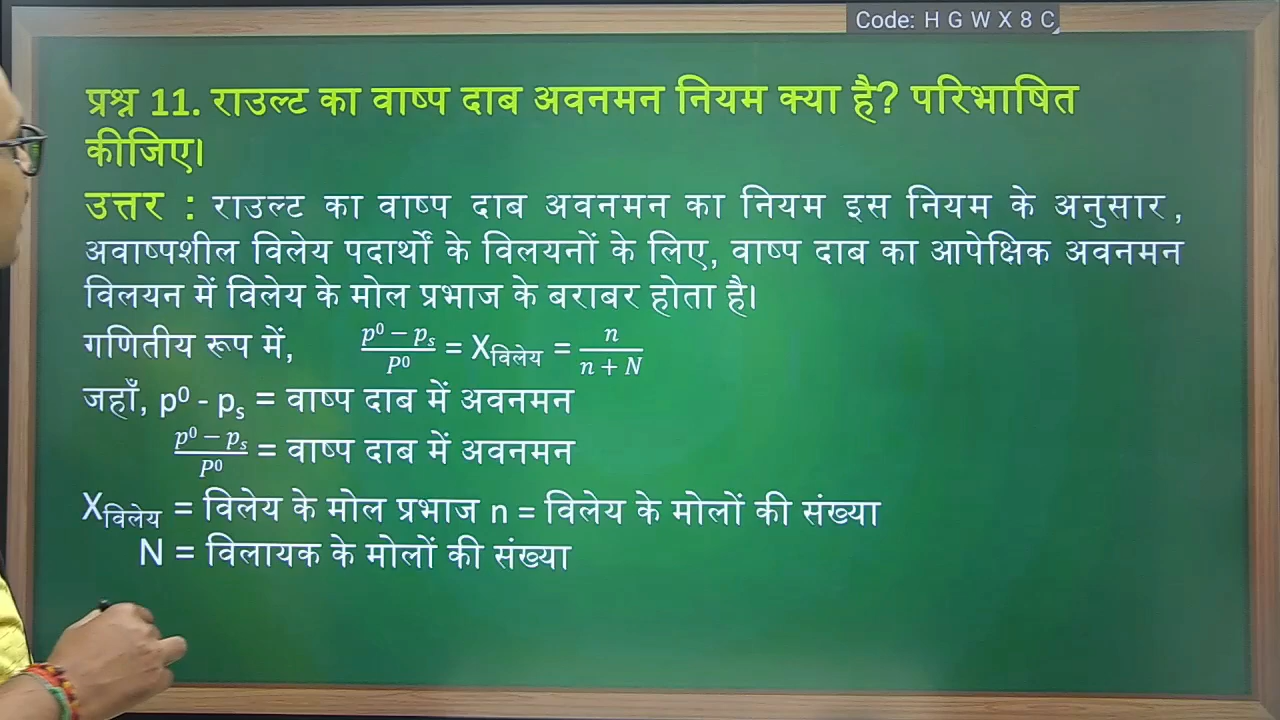 Code: H G W X 8 C
प्रश्न 11. राउल्ट का वाष्प दाब अवनमन नियम क्या है? परिभाषित
कीजिए।
उत्तर : राउल्ट का वाष्प दाब अवनमन का नियम इस नियम के अनुसार,
अवाष्पशील विलेय पदार्थों के विलयनों के लिए, वाष्प दाब का आपेक्षिक अवनमन
विलयन में विलेय के मोल प्रभाज के बराबर होता है।
गणितीय रूप में, (p⁰ − pₛ)/P⁰ = Xविलेय = n/(n + N)
जहाँ, p⁰ - pₛ = वाष्प दाब में अवनमन
(p⁰ − pₛ)/P⁰ = वाष्प दाब में अवनमन
Xविलेय = विलेय के मोल प्रभाज n = विलेय के मोलों की संख्या
N = विलायक के मोलों की संख्या